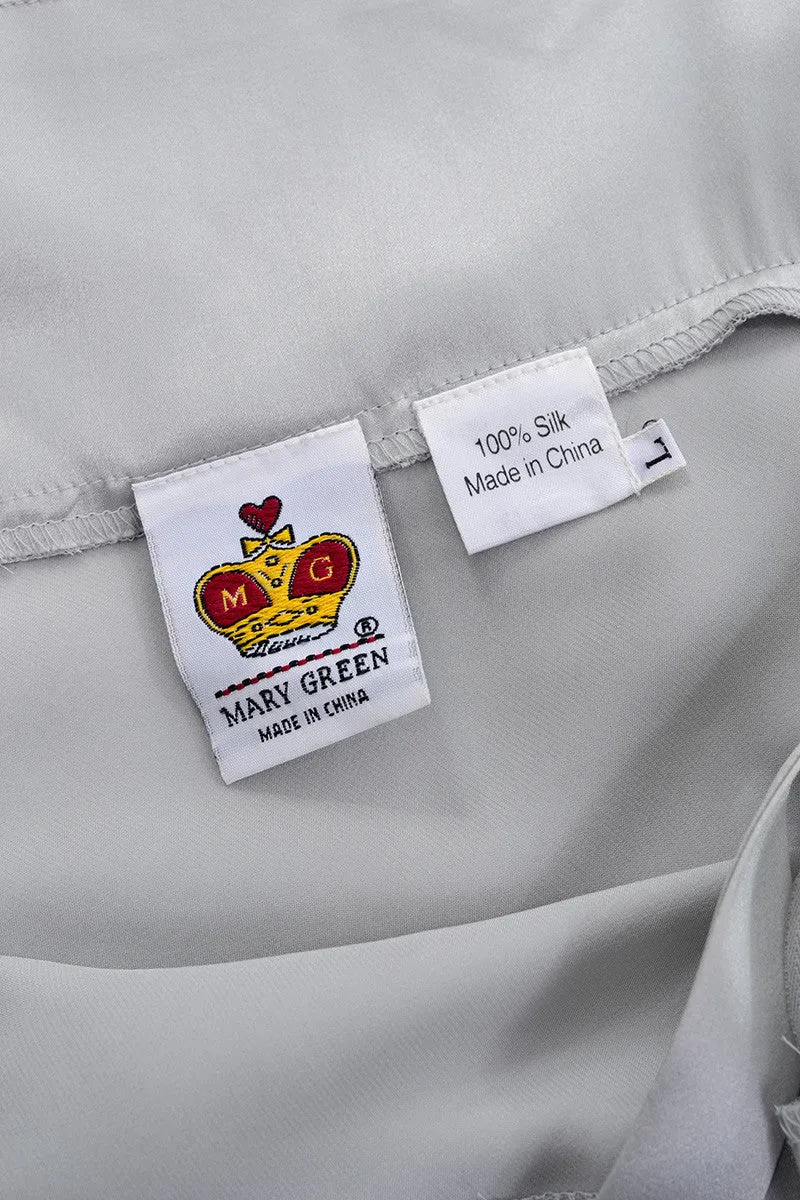 M G
®
MARY GREEN
MADE IN CHINA
100% Silk
Made in China
L